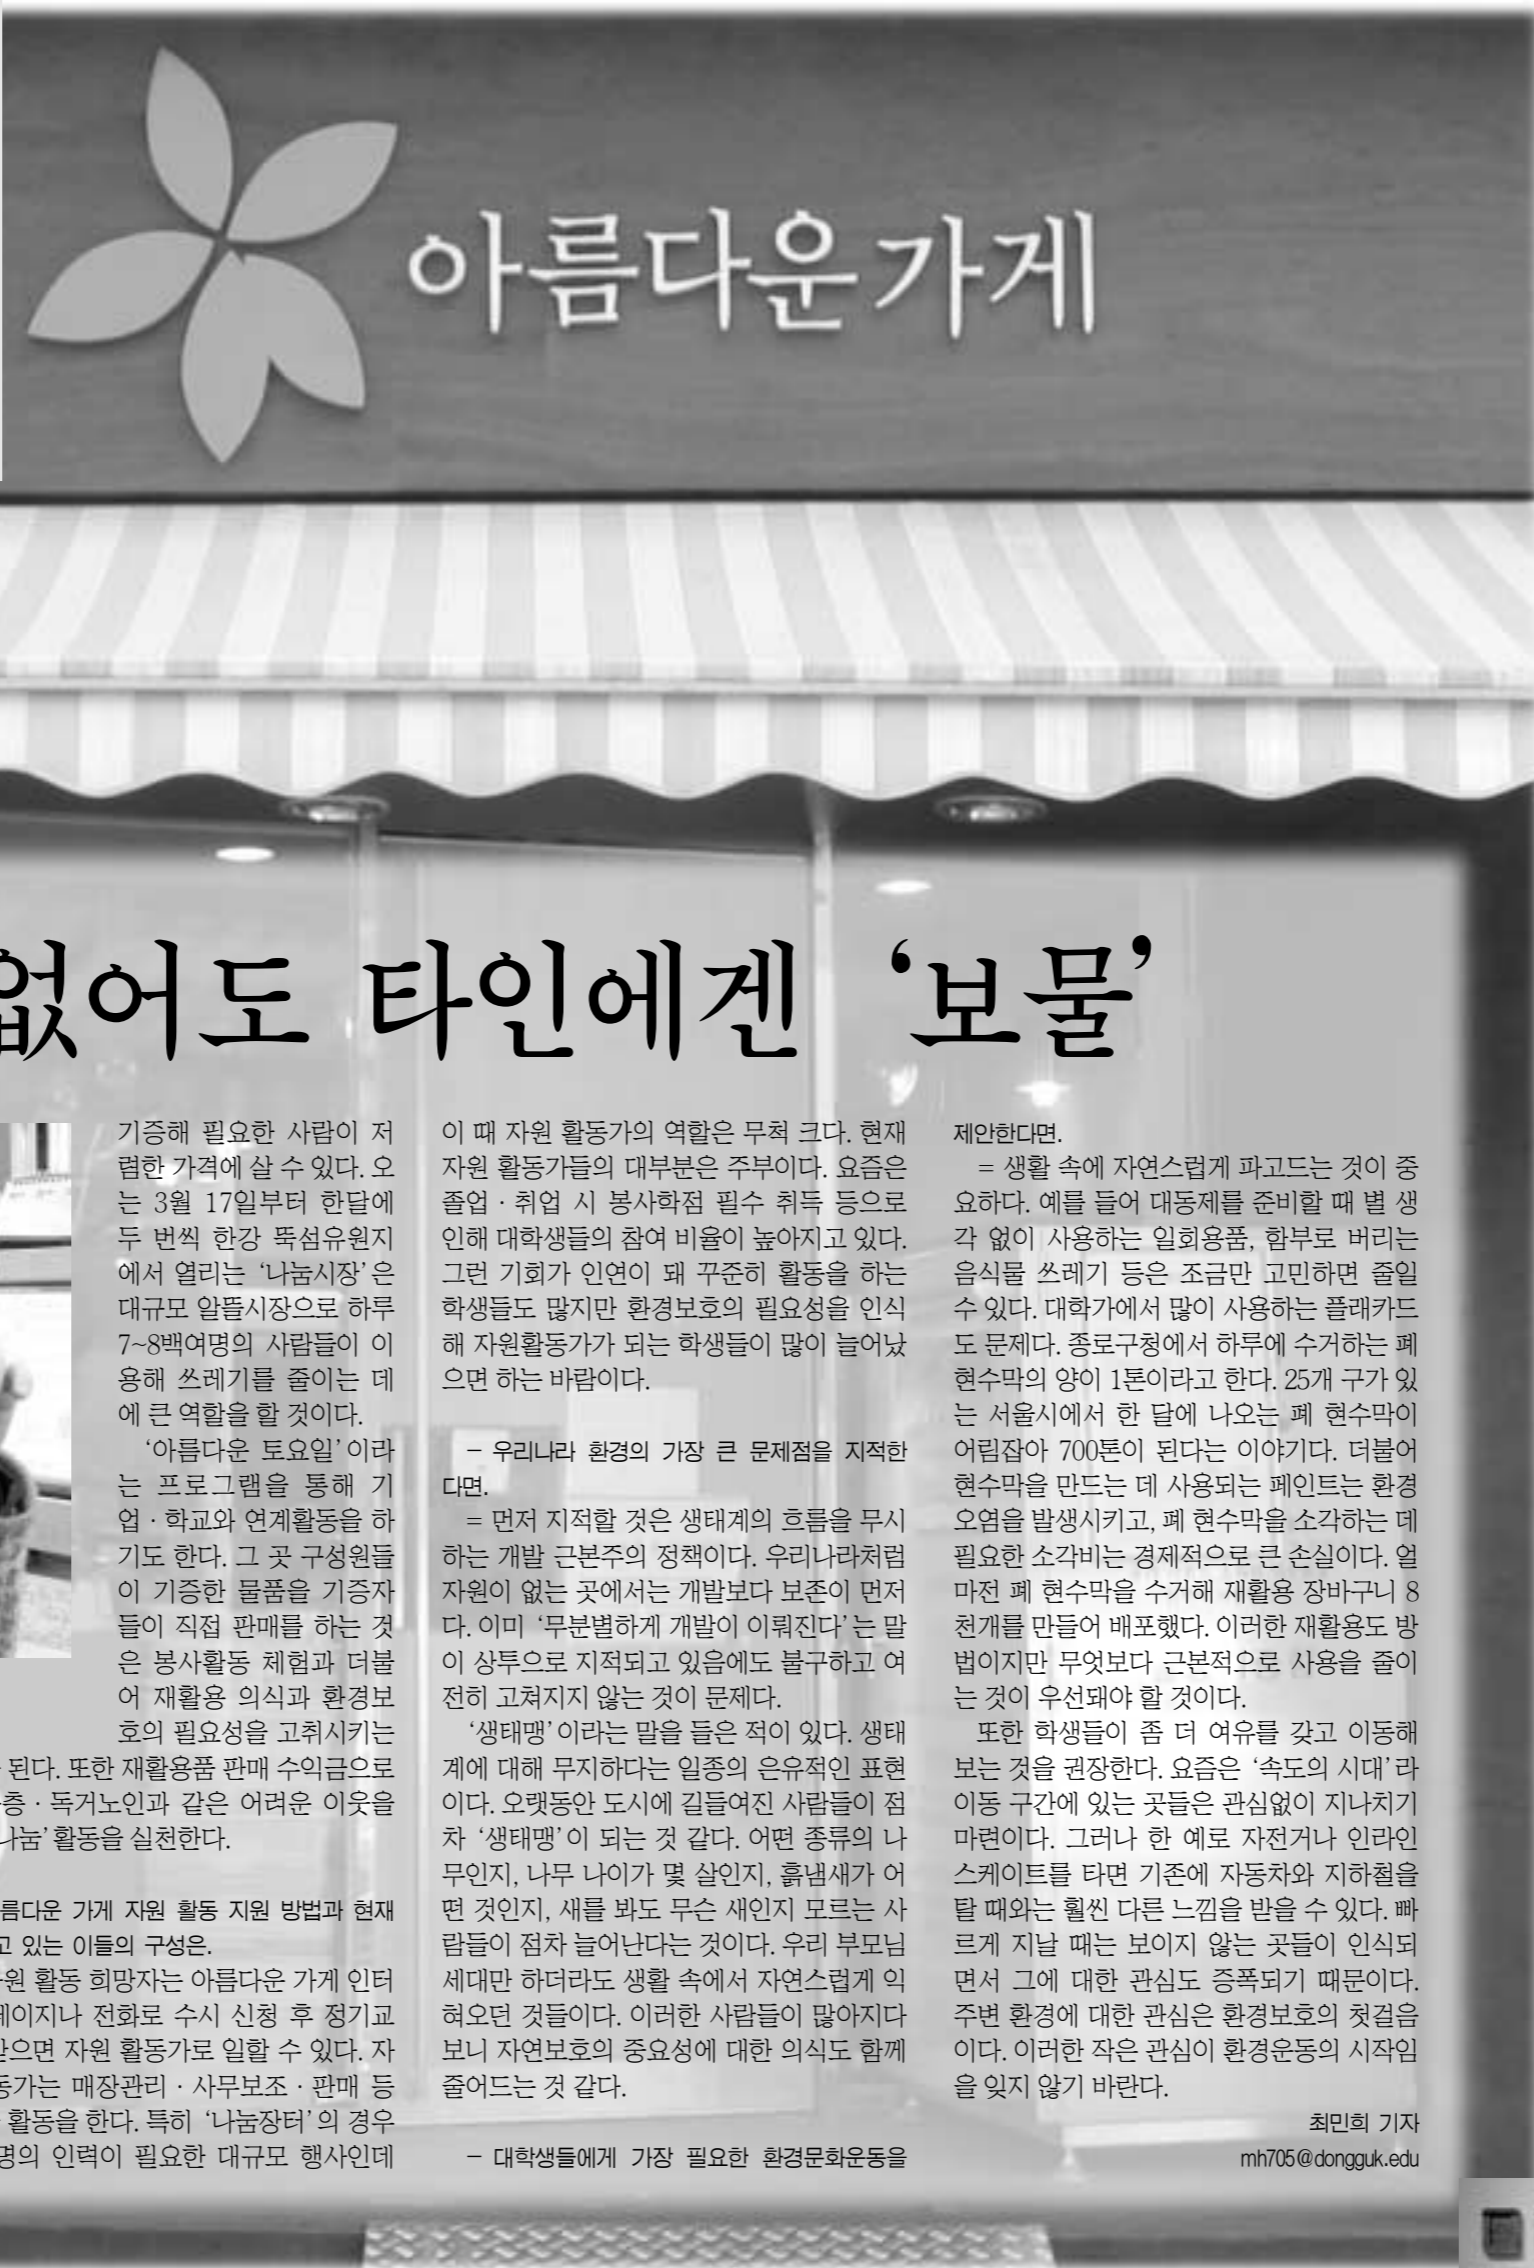 아름다운가게
없어도 타인에겐 ‘보물’
기증해 필요한 사람이 저
렴한 가격에 살 수 있다. 오
는 3월 17일부터 한달에
두 번씩 한강 뚝섬유원지
에서 열리는 ‘나눔시장’은
대규모 알뜰시장으로 하루
7~8백여명의 사람들이 이
용해 쓰레기를 줄이는 데
에 큰 역할을 할 것이다.
‘아름다운 토요일’이라
는 프로그램을 통해 기
업·학교와 연계활동을 하
기도 한다. 그 곳 구성원들
이 기증한 물품을 기증자
들이 직접 판매를 하는 것
은 봉사활동 체험과 더불
어 재활용 의식과 환경보
호의 필요성을 고취시키는
된다. 또한 재활용품 판매 수익금으로
층·독거노인과 같은 어려운 이웃을
나눔’활동을 실천한다.
름다운 가게 자원 활동 지원 방법과 현재
고 있는 이들의 구성은.
원 활동 희망자는 아름다운 가게 인터
페이지나 전화로 수시 신청 후 정기교
받으면 자원 활동가로 일할 수 있다. 자
동가는 매장관리·사무보조·판매 등
활동을 한다. 특히 ‘나눔장터’의 경우
명의 인력이 필요한 대규모 행사인데
이 때 자원 활동가의 역할은 무척 크다. 현재
자원 활동가들의 대부분은 주부이다. 요즘은
졸업·취업 시 봉사학점 필수 취득 등으로
인해 대학생들의 참여 비율이 높아지고 있다.
그런 기회가 인연이 돼 꾸준히 활동을 하는
학생들도 많지만 환경보호의 필요성을 인식
해 자원활동가가 되는 학생들이 많이 늘어났
으면 하는 바람이다.
- 우리나라 환경의 가장 큰 문제점을 지적한
다면.
= 먼저 지적할 것은 생태계의 흐름을 무시
하는 개발 근본주의 정책이다. 우리나라처럼
자원이 없는 곳에서는 개발보다 보존이 먼저
다. 이미 ‘무분별하게 개발이 이뤄진다’는 말
이 상투으로 지적되고 있음에도 불구하고 여
전히 고쳐지지 않는 것이 문제다.
‘생태맹’이라는 말을 들은 적이 있다. 생태
계에 대해 무지하다는 일종의 은유적인 표현
이다. 오랫동안 도시에 길들여진 사람들이 점
차 ‘생태맹’이 되는 것 같다. 어떤 종류의 나
무인지, 나무 나이가 몇 살인지, 흙냄새가 어
떤 것인지, 새를 봐도 무슨 새인지 모르는 사
람들이 점차 늘어난다는 것이다. 우리 부모님
세대만 하더라도 생활 속에서 자연스럽게 익
혀오던 것들이다. 이러한 사람들이 많아지다
보니 자연보호의 중요성에 대한 의식도 함께
줄어드는 것 같다.
- 대학생들에게 가장 필요한 환경문화운동을
제안한다면.
= 생활 속에 자연스럽게 파고드는 것이 중
요하다. 예를 들어 대동제를 준비할 때 별 생
각 없이 사용하는 일회용품, 함부로 버리는
음식물 쓰레기 등은 조금만 고민하면 줄일
수 있다. 대학가에서 많이 사용하는 플래카드
도 문제다. 종로구청에서 하루에 수거하는 폐
현수막의 양이 1톤이라고 한다. 25개 구가 있
는 서울시에서 한 달에 나오는 폐 현수막이
어림잡아 700톤이 된다는 이야기다. 더불어
현수막을 만드는 데 사용되는 페인트는 환경
오염을 발생시키고, 폐 현수막을 소각하는 데
필요한 소각비는 경제적으로 큰 손실이다. 얼
마전 폐 현수막을 수거해 재활용 장바구니 8
천개를 만들어 배포했다. 이러한 재활용도 방
법이지만 무엇보다 근본적으로 사용을 줄이
는 것이 우선돼야 할 것이다.
또한 학생들이 좀 더 여유를 갖고 이동해
보는 것을 권장한다. 요즘은 ‘속도의 시대’라
이동 구간에 있는 곳들은 관심없이 지나치기
마련이다. 그러나 한 예로 자전거나 인라인
스케이트를 타면 기존에 자동차와 지하철을
탈 때와는 훨씬 다른 느낌을 받을 수 있다. 빠
르게 지날 때는 보이지 않는 곳들이 인식되
면서 그에 대한 관심도 증폭되기 때문이다.
주변 환경에 대한 관심은 환경보호의 첫걸음
이다. 이러한 작은 관심이 환경운동의 시작임
을 잊지 않기 바란다.
최민희 기자
mh705@dongguk.edu